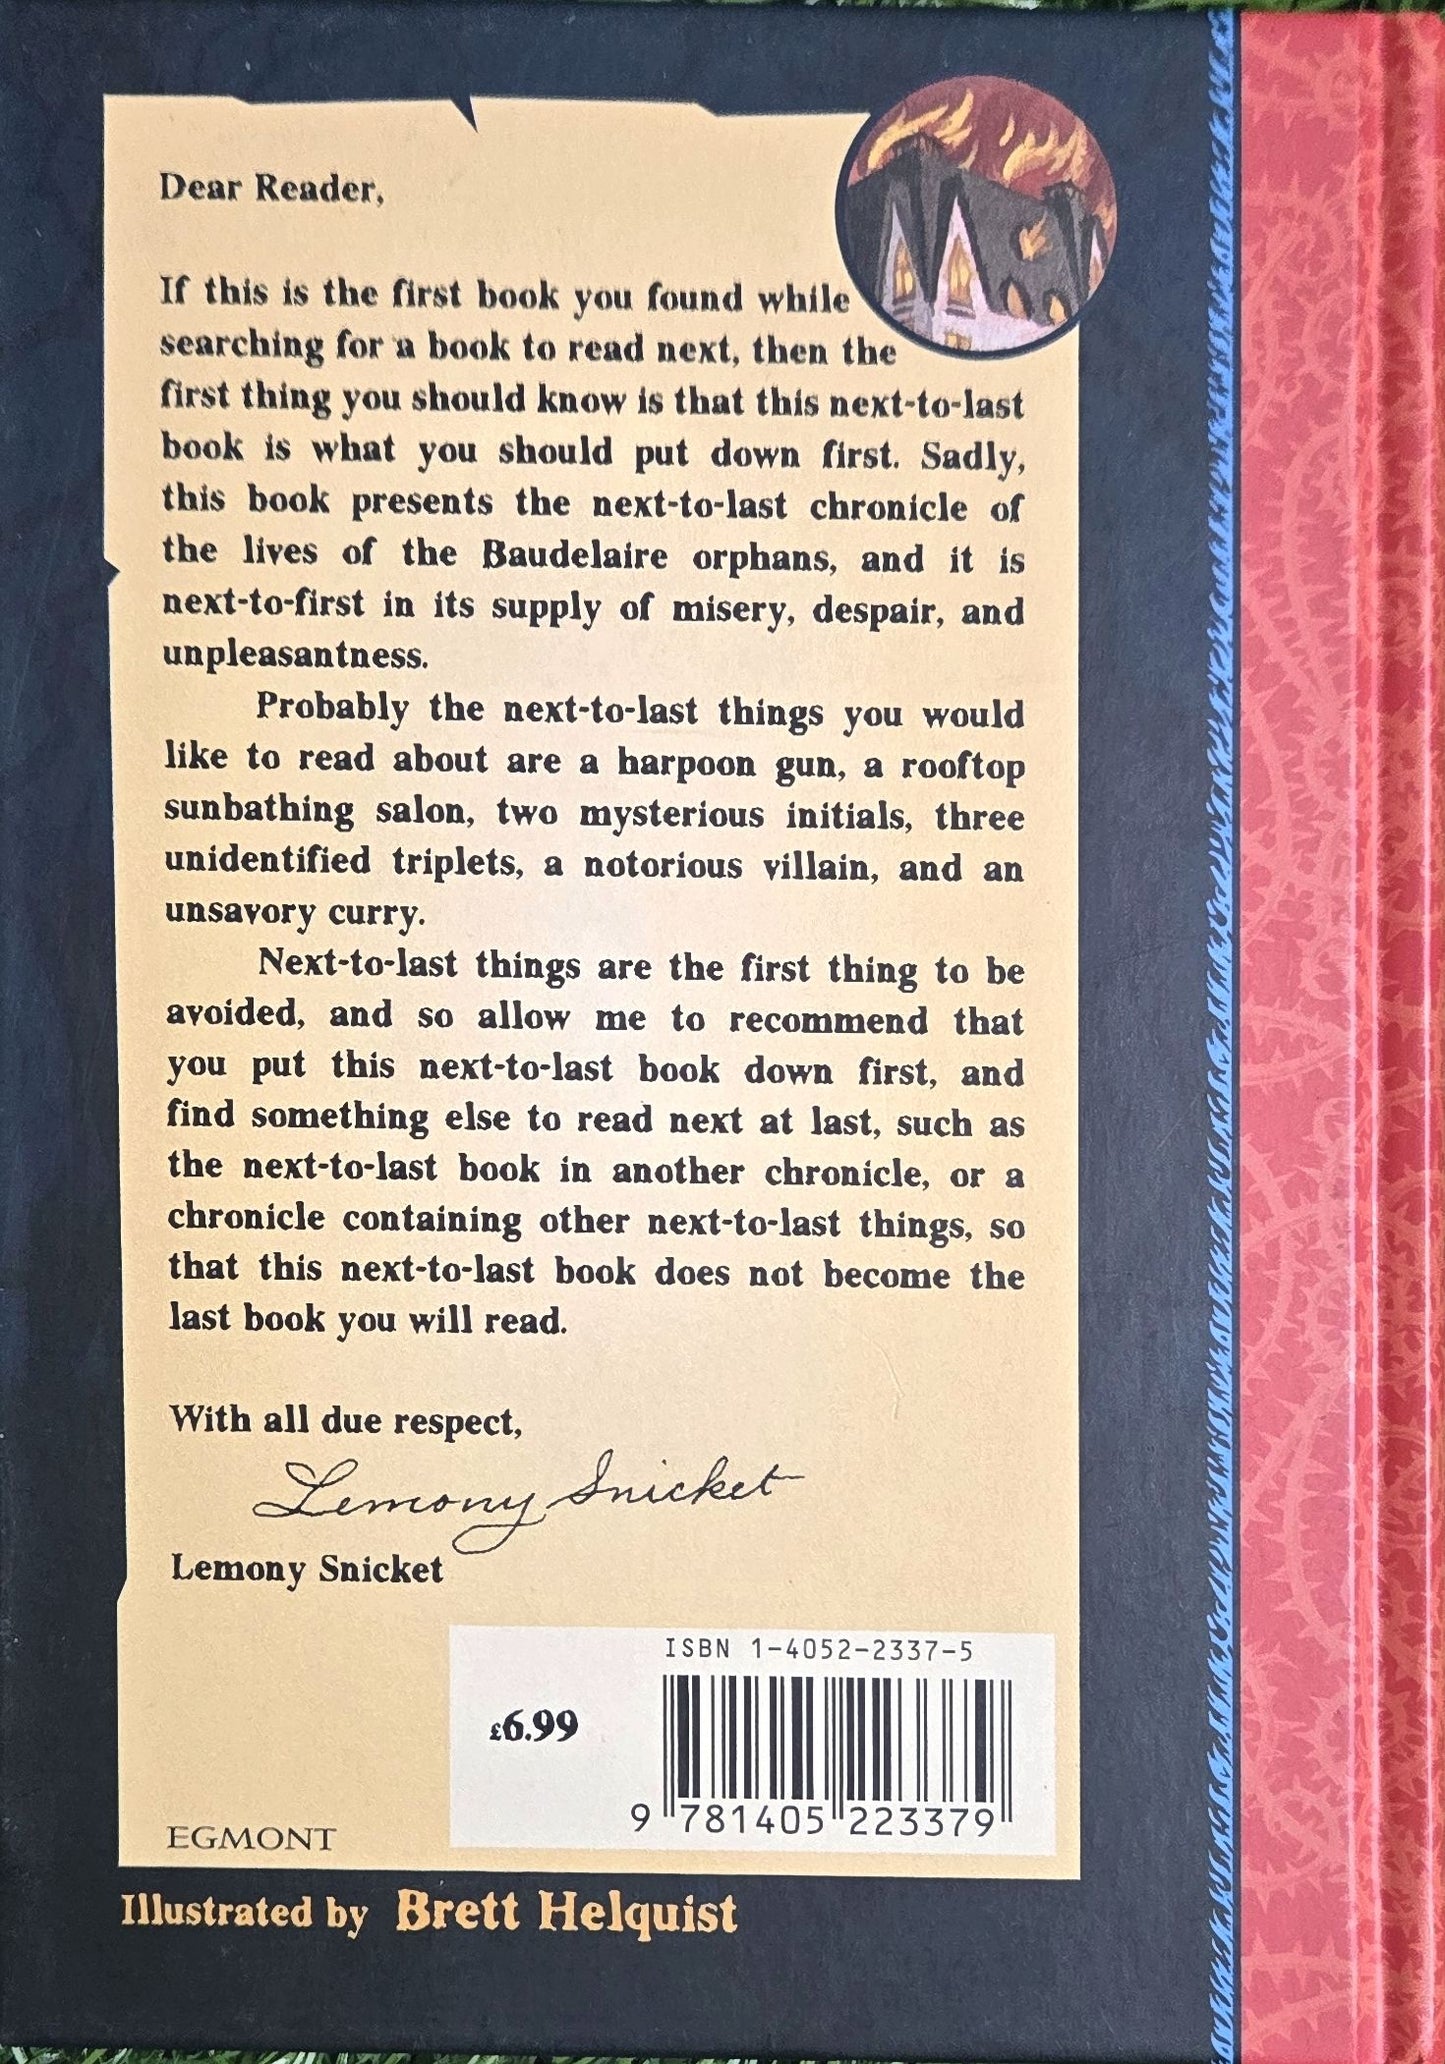 Dear Reader,
If this is the first book you found while
searching for a book to read next, then the
first thing you should know is that this next-to-last
book is what you should put down first. Sadly,
this book presents the next-to-last chronicle of
the lives of the Baudelaire orphans, and it is
next-to-first in its supply of misery, despair, and
unpleasantness.
Probably the next-to-last things you would
like to read about are a harpoon gun, a rooftop
sunbathing salon, two mysterious initials, three
unidentified triplets, a notorious villain, and an
unsavory curry.
Next-to-last things are the first thing to be
avoided, and so allow me to recommend that
you put this next-to-last book down first, and
find something else to read next at last, such as
the next-to-last book in another chronicle, or a
chronicle containing other next-to-last things, so
that this next-to-last book does not become the
last book you will read.
With all due respect,
Lemony Snicket
Lemony Snicket
ISBN 1-4052-2337-5
£6.99
9 781405 223379
EGMONT
Illustrated by Brett Helquist